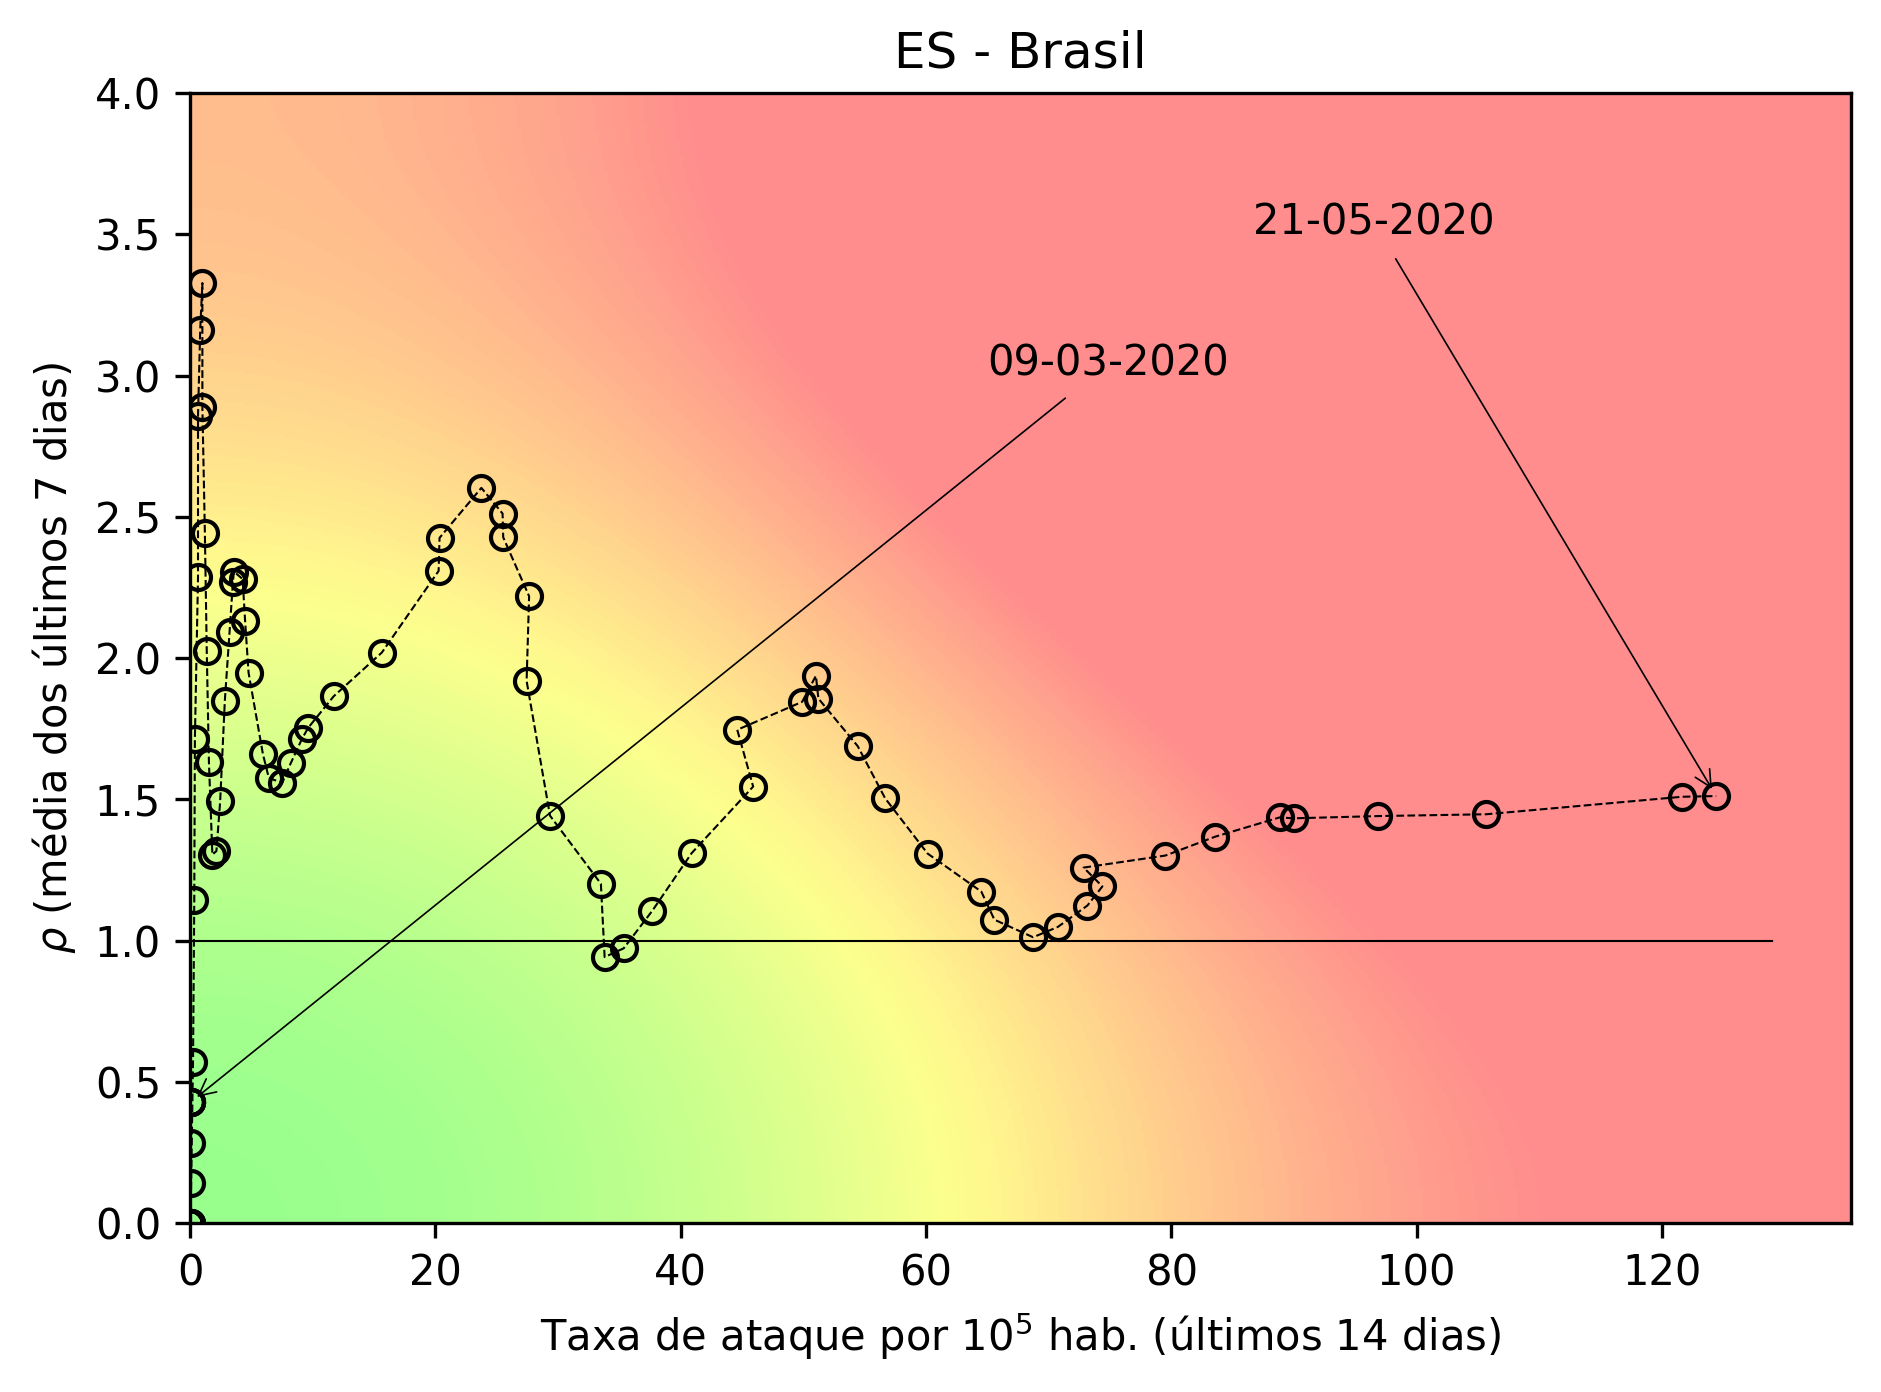 ES - Brasil
4.0
3.5
3.0
2.5
2.0
1.5
1.0
0.5
0.0
ρ (média dos últimos 7 dias)
21-05-2020
09-03-2020
0 20 40 60 80 100 120
Taxa de ataque por 10⁵ hab. (últimos 14 dias)